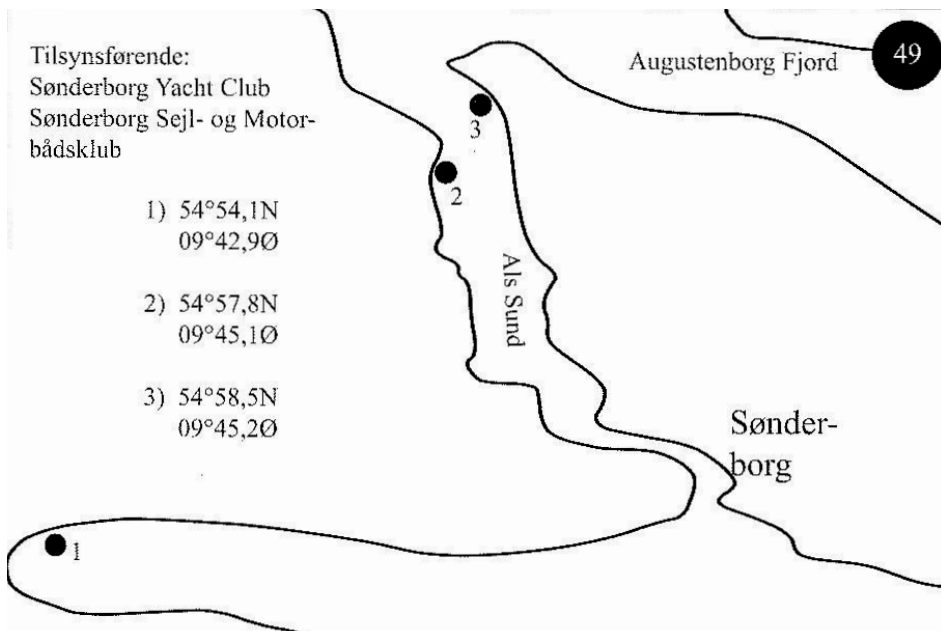 Tilsynsførende:
Sønderborg Yacht Club
Sønderborg Sejl- og Motor-
bådsklub
1) 54°54,1N
09°42,9Ø
2) 54°57,8N
09°45,1Ø
3) 54°58,5N
09°45,2Ø
Augustenborg Fjord
49
3
2
Als Sund
Sønder-
borg
1